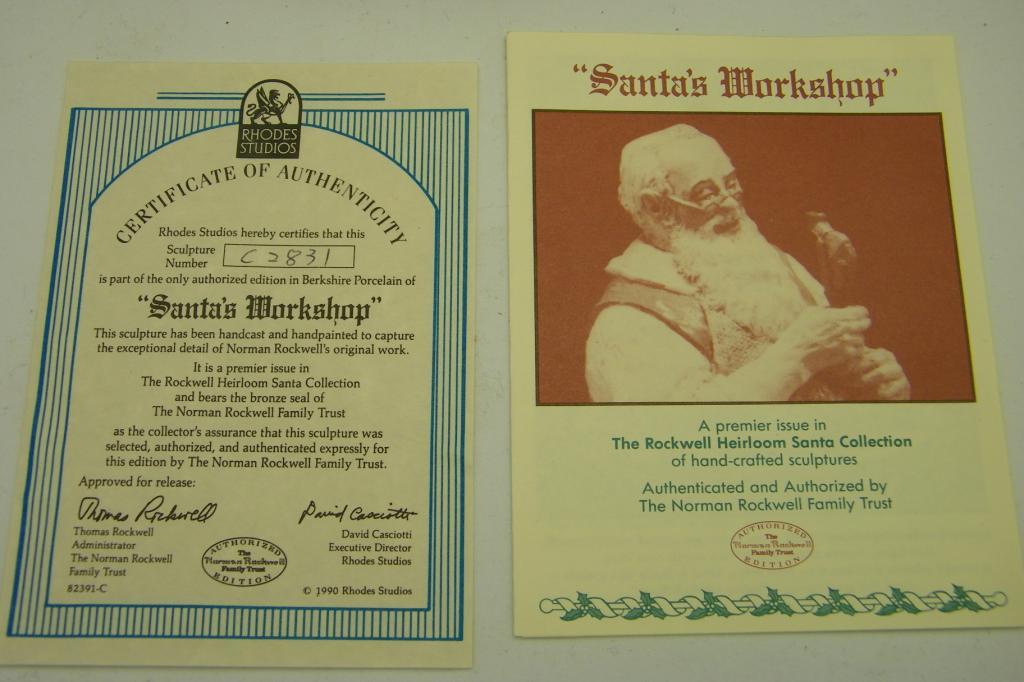 RHODES
STUDIOS
CERTIFICATE OF AUTHENTICITY
Rhodes Studios hereby certifies that this
Sculpture
Number C2831
is part of the only authorized edition in Berkshire Porcelain of
"Santa's Workshop"
This sculpture has been handcast and handpainted to capture
the exceptional detail of Norman Rockwell's original work.
It is a premier issue in
The Rockwell Heirloom Santa Collection
and bears the bronze seal of
The Norman Rockwell Family Trust
as the collector's assurance that this sculpture was
selected, authorized, and authenticated expressly for
this edition by The Norman Rockwell Family Trust.
Approved for release:
Thomas Rockwell
Thomas Rockwell
Administrator
The Norman Rockwell
Family Trust
82391-C
AUTHORIZED
The
Norman Rockwell
Family Trust
EDITION
David Casciotti
David Casciotti
Executive Director
Rhodes Studios
© 1990 Rhodes Studios
"Santa's Workshop"
A premier issue in
The Rockwell Heirloom Santa Collection
of hand-crafted sculptures
Authenticated and Authorized by
The Norman Rockwell Family Trust
AUTHORIZED
The
Norman Rockwell
Family Trust
EDITION